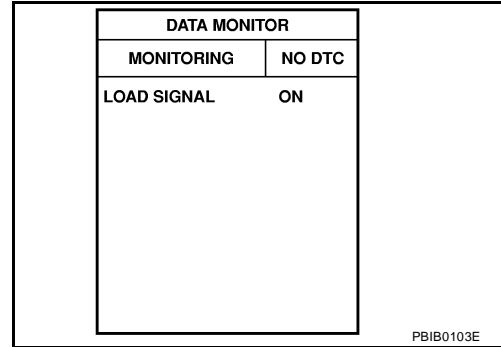 DATA MONITOR
MONITORING NO DTC
LOAD SIGNAL ON
PBIB0103E